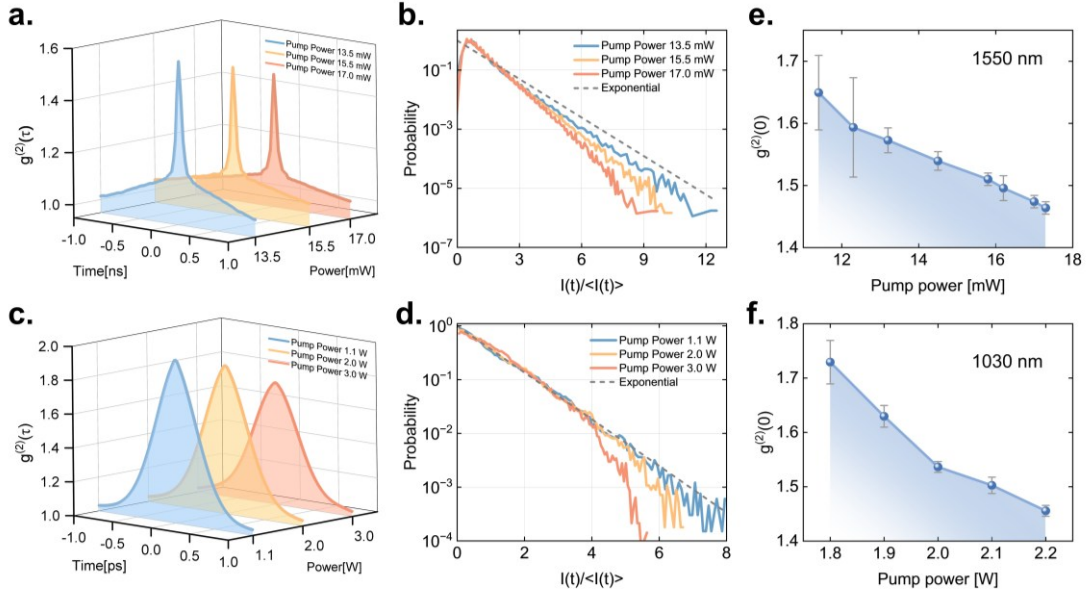 a.
1.6
1.4
1.2
1.0
g(2)(τ)
Pump Power 13.5 mW
Pump Power 15.5 mW
Pump Power 17.0 mW
-1.0
-0.5
0.0
0.5
1.0
Time[ns]
13.5
15.5
17.0
Power[mW]
b.
10⁻¹
10⁻³
10⁻⁵
10⁻⁷
Probability
Pump Power 13.5 mW
Pump Power 15.5 mW
Pump Power 17.0 mW
Exponential
0 3 6 9 12
I(t)/<I(t)>
e.
1550 nm
1.7
1.6
1.5
1.4
g(2)(0)
12 14 16 18
Pump power [mW]
c.
2.0
1.8
1.6
1.4
1.2
1.0
g(2)(τ)
Pump Power 1.1 W
Pump Power 2.0 W
Pump Power 3.0 W
-1.0
-0.5
0.0
0.5
1.0
Time[ps]
1.1
2.0
3.0
Power[W]
d.
10⁰
10⁻¹
10⁻²
10⁻³
10⁻⁴
Probability
Pump Power 1.1 W
Pump Power 2.0 W
Pump Power 3.0 W
Exponential
0 2 4 6 8
I(t)/<I(t)>
f.
1030 nm
1.8
1.7
1.6
1.5
1.4
g(2)(0)
1.8 1.9 2.0 2.1 2.2
Pump power [W]